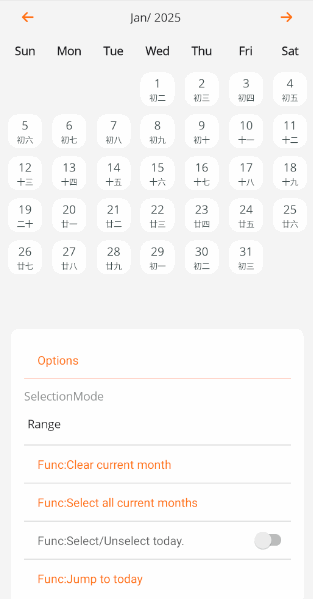 Jan/ 2025
Sun Mon Tue Wed Thu Fri Sat
1 2 3 4
初二 初三 初四 初五
5 6 7 8 9 10 11
初六 初七 初八 初九 初十 十一 十二
12 13 14 15 16 17 18
十三 十四 十五 十六 十七 十八 十九
19 20 21 22 23 24 25
二十 廿一 廿二 廿三 廿四 廿五 廿六
26 27 28 29 30 31
廿七 廿八 廿九 初一 初二 初三
Options
SelectionMode
Range
Func:Clear current month
Func:Select all current months
Func:Select/Unselect today.
Func:Jump to today